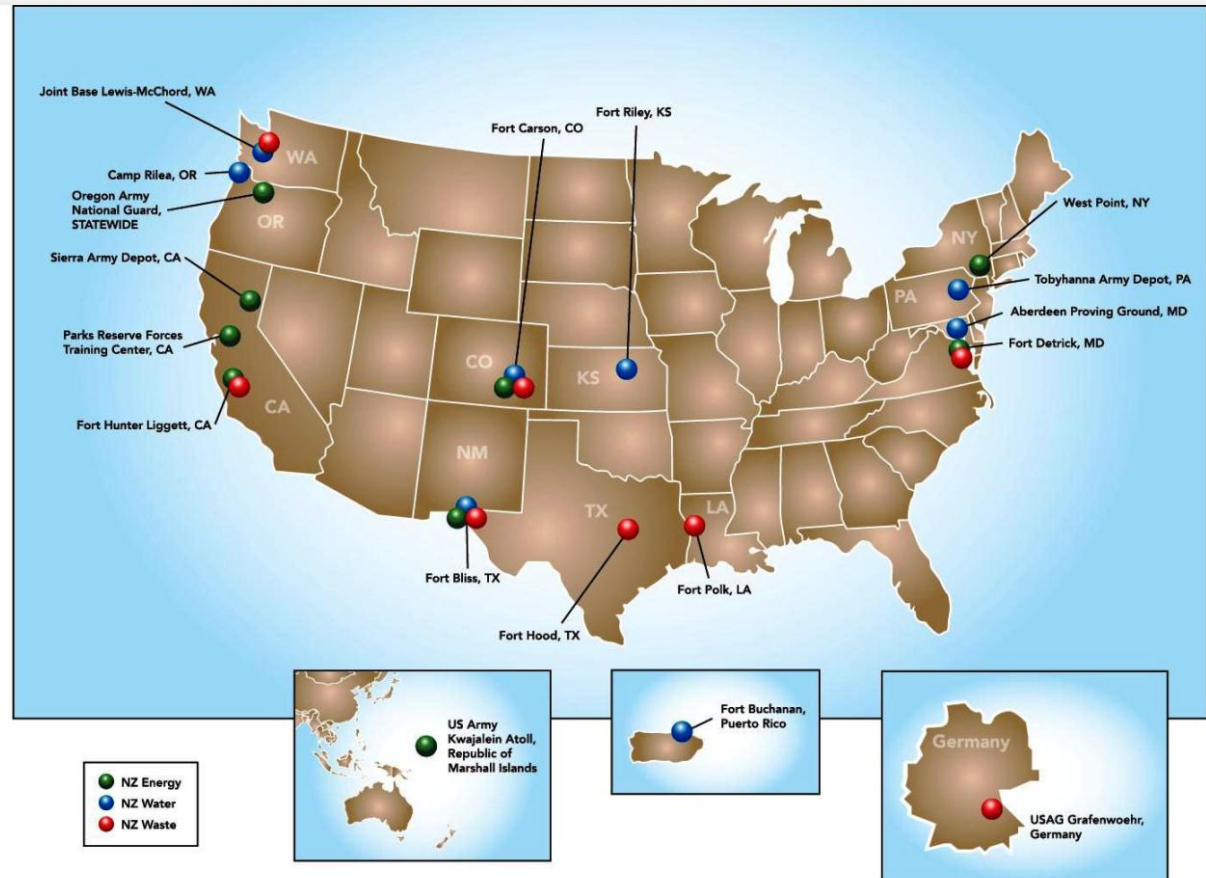 Joint Base Lewis-McChord, WA
Camp Rilea, OR
Oregon Army
National Guard,
STATEWIDE
Sierra Army Depot, CA
Parks Reserve Forces
Training Center, CA
Fort Hunter Liggett, CA
Fort Carson, CO
Fort Riley, KS
West Point, NY
Tobyhanna Army Depot, PA
Aberdeen Proving Ground, MD
Fort Detrick, MD
WA
OR
CA
CO
KS
NM
TX
LA
NY
PA
Fort Bliss, TX
Fort Hood, TX
Fort Polk, LA
NZ Energy
NZ Water
NZ Waste
US Army
Kwajalein Atoll,
Republic of
Marshall Islands
Fort Buchanan,
Puerto Rico
Germany
USAG Grafenwoehr,
Germany